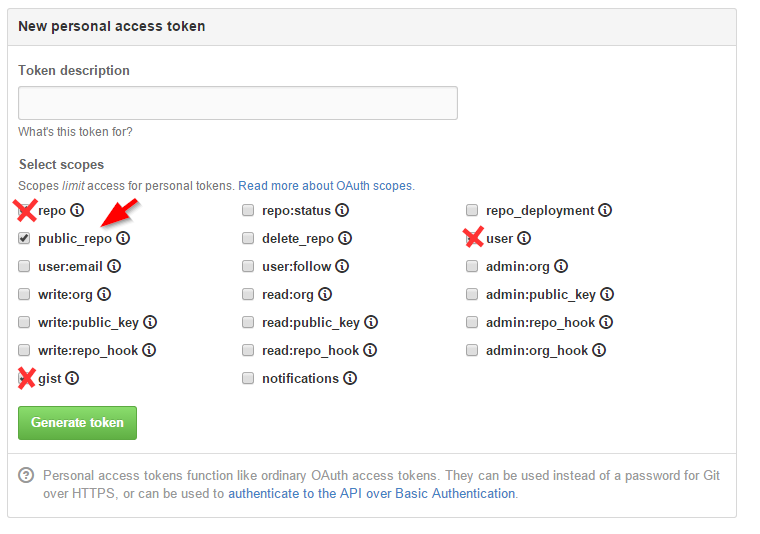 New personal access token
Token description
What's this token for?
Select scopes
Scopes limit access for personal tokens. Read more about OAuth scopes.
repo repo:status repo_deployment
public_repo delete_repo user
user:email user:follow admin:org
write:org read:org admin:public_key
write:public_key read:public_key admin:repo_hook
write:repo_hook read:repo_hook admin:org_hook
gist notifications
Generate token
Personal access tokens function like ordinary OAuth access tokens. They can be used instead of a password for Git
over HTTPS, or can be used to authenticate to the API over Basic Authentication.